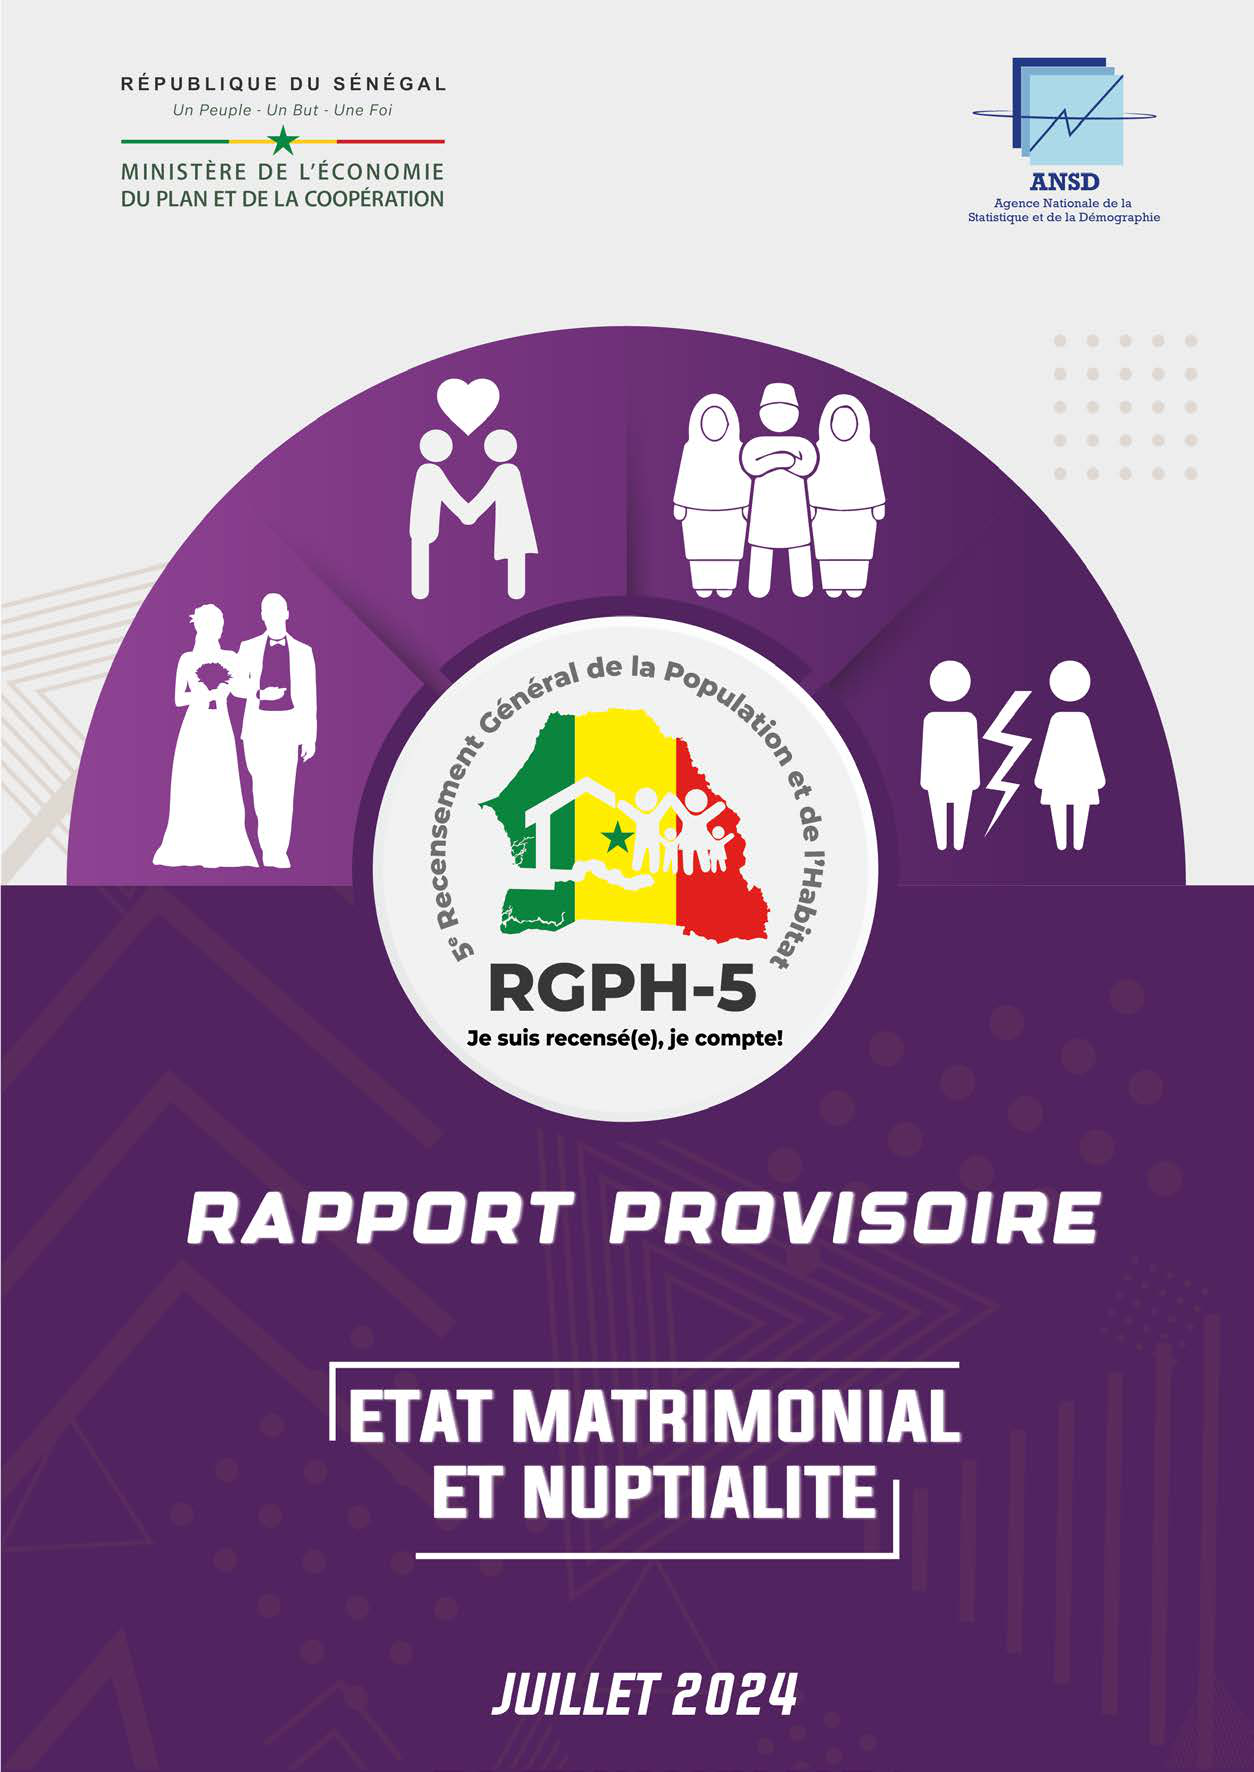 RÉPUBLIQUE DU SÉNÉGAL
Un Peuple - Un But - Une Foi
MINISTÈRE DE L'ÉCONOMIE
DU PLAN ET DE LA COOPÉRATION
ANSD
Agence Nationale de la
Statistique et de la Démographie
5e Recensement Général de la Population et de l'Habitat
RGPH-5
Je suis recensé(e), je compte!
RAPPORT PROVISOIRE
ETAT MATRIMONIAL
ET NUPTIALITE
JUILLET 2024